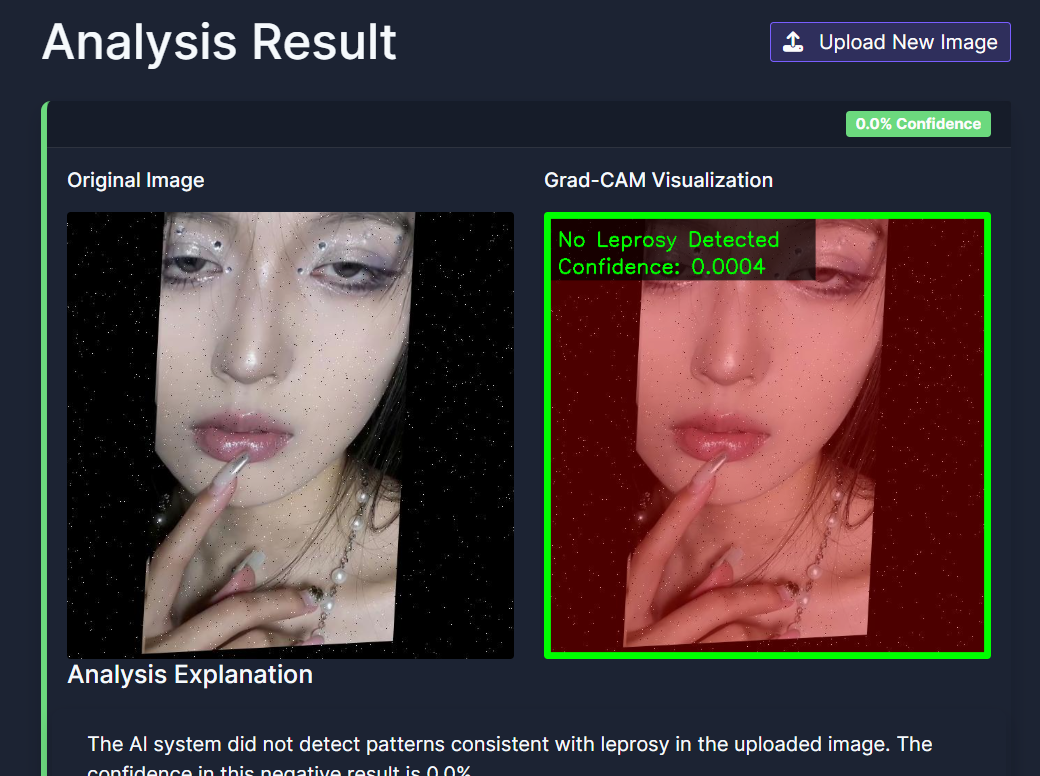 Analysis Result
Upload New Image
0.0% Confidence
Original Image
Grad-CAM Visualization
No Leprosy Detected
Confidence: 0.0004
Analysis Explanation
The AI system did not detect patterns consistent with leprosy in the uploaded image. The
confidence in this negative result is 0.0%.